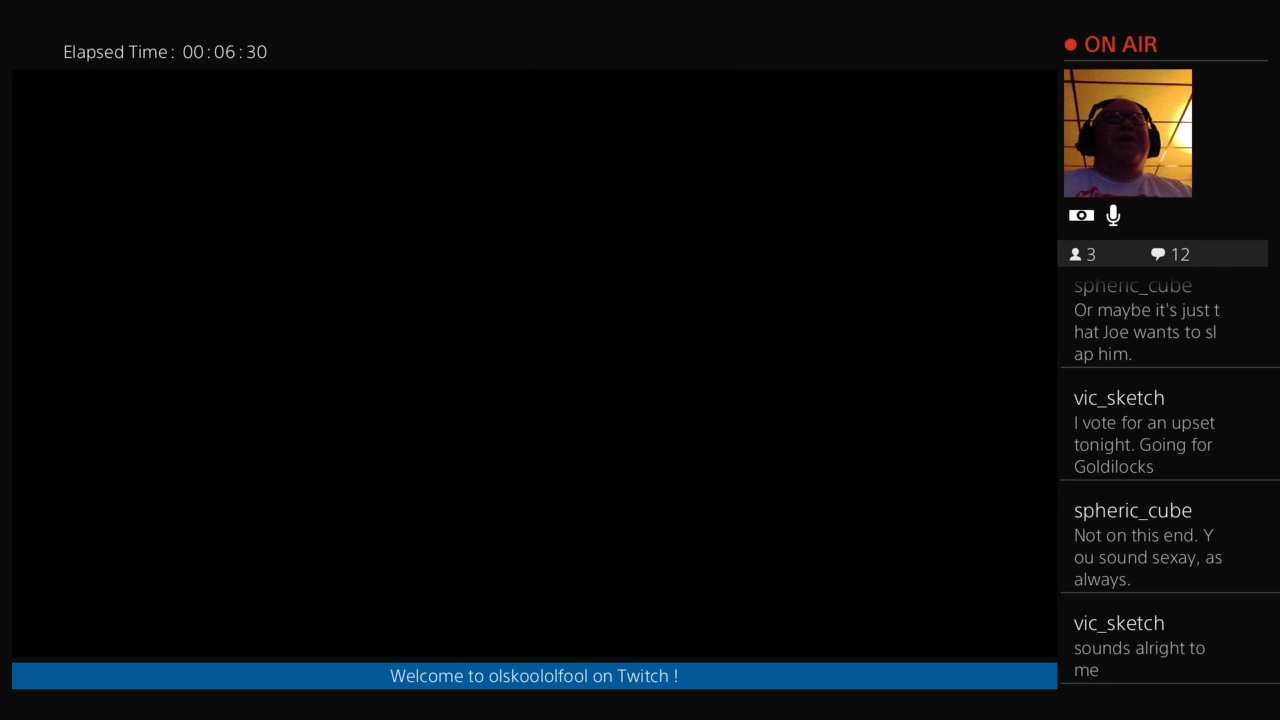 Elapsed Time: 00:06:30
ON AIR
3 12
spheric_cube
Or maybe it's just t
hat Joe wants to sl
ap him.
vic_sketch
I vote for an upset
tonight. Going for
Goldilocks
spheric_cube
Not on this end. Y
ou sound sexay, as
always.
vic_sketch
sounds alright to
me
Welcome to olskoololfool on Twitch !